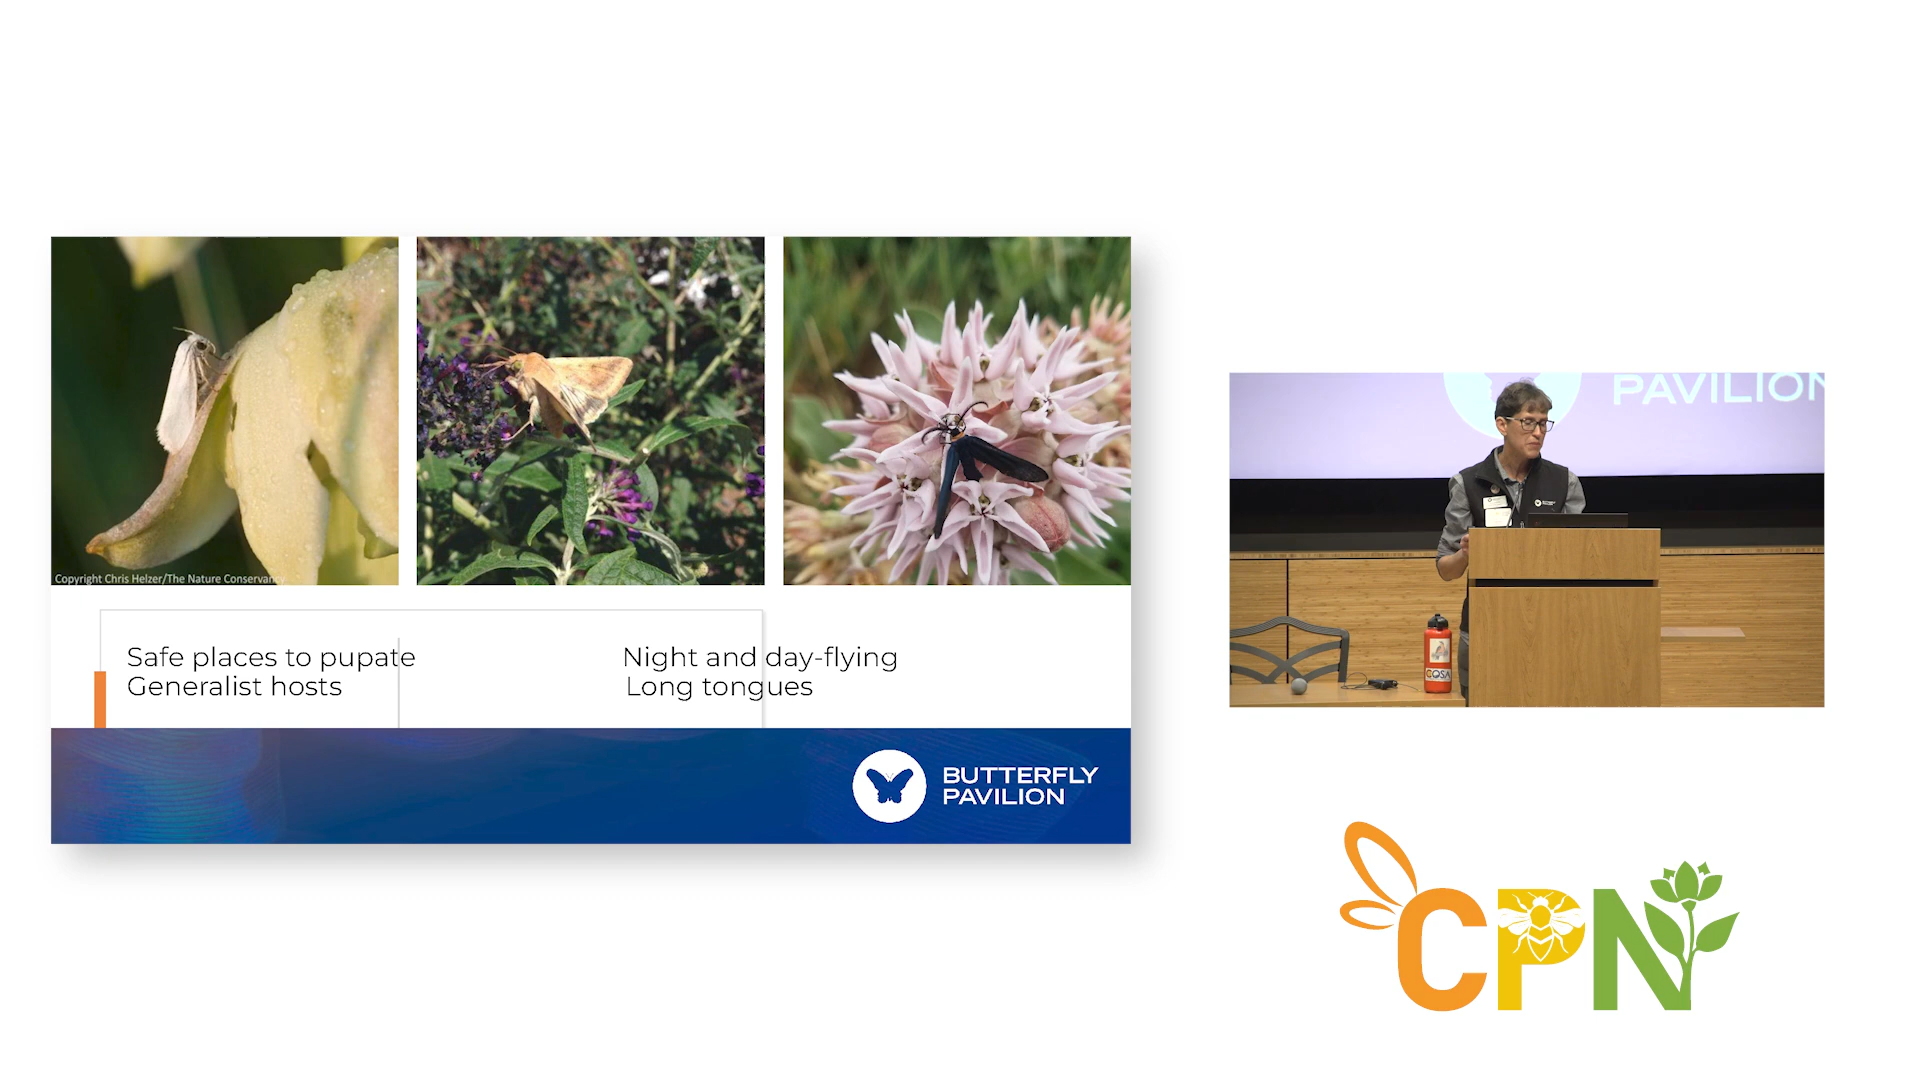 Copyright Chris Helzer/The Nature Conservancy
Safe places to pupate
Generalist hosts
Night and day-flying
Long tongues
BUTTERFLY
PAVILION
PAVILION
COSA
CPN